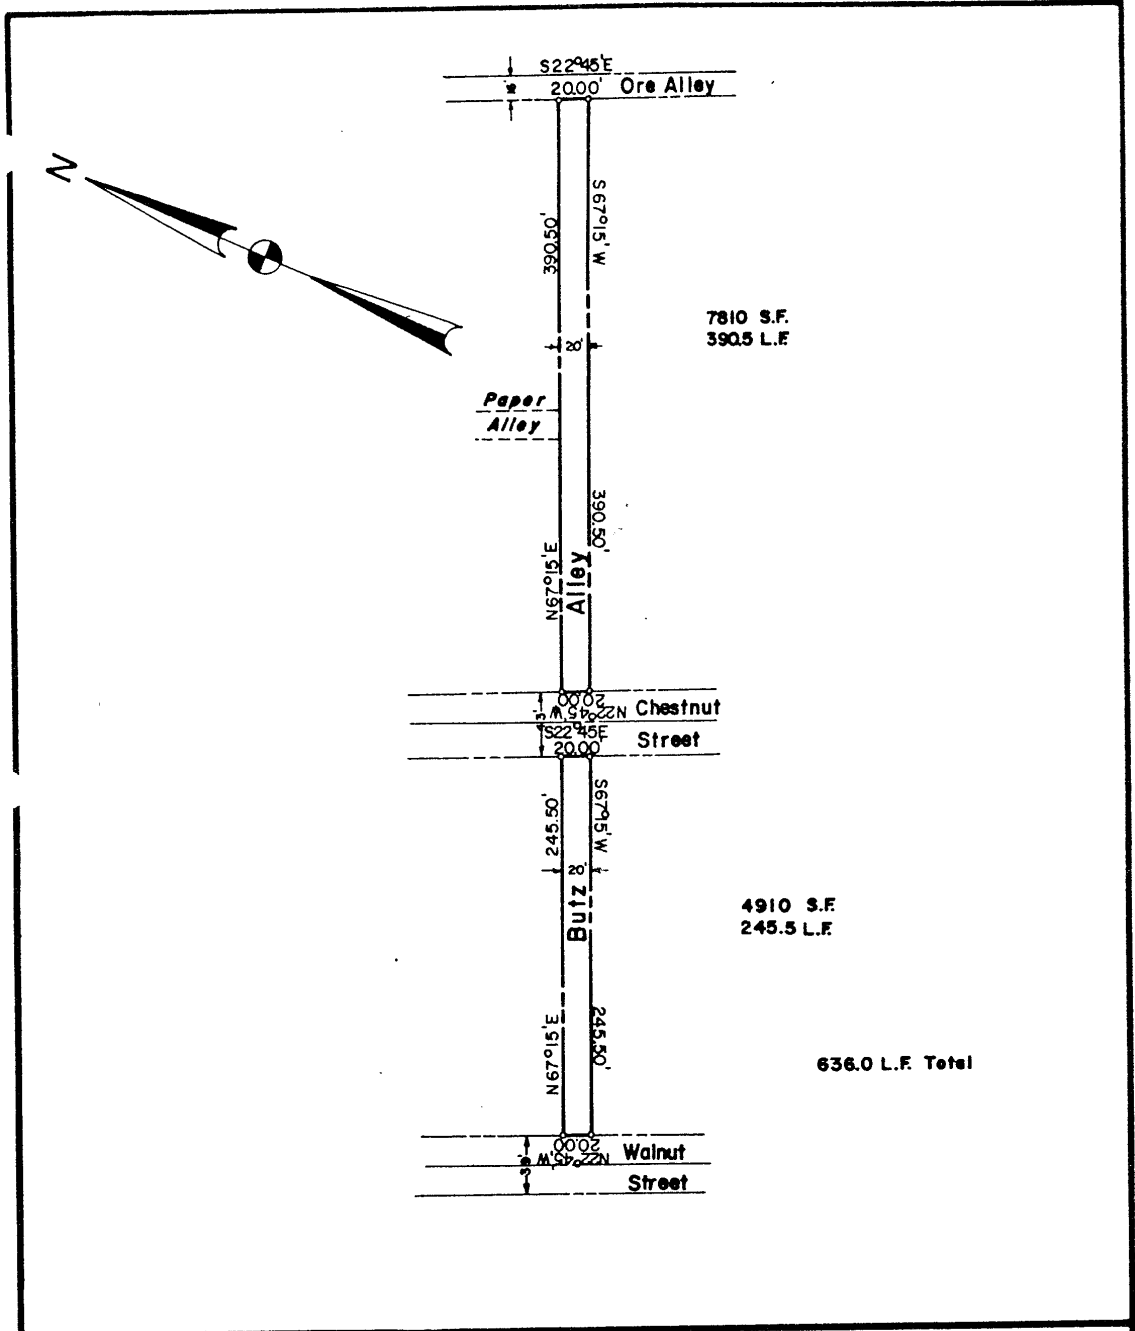 S22°45'E
20.00' Ore Alley
16'
N
390.50'
S67°15'W
7810 S.F.
390.5 L.F.
20'
Paper
Alley
390.50'
N67°15'E
Alley
20.00'
N22°45'W
Chestnut
43'
S22°45'E
Street
20.00'
245.50'
S67°15'W
20'
Butz
4910 S.F.
245.5 L.F.
N67°15'E
245.50'
636.0 L.F. Total
20.00'
N22°45'W
Walnut
Street